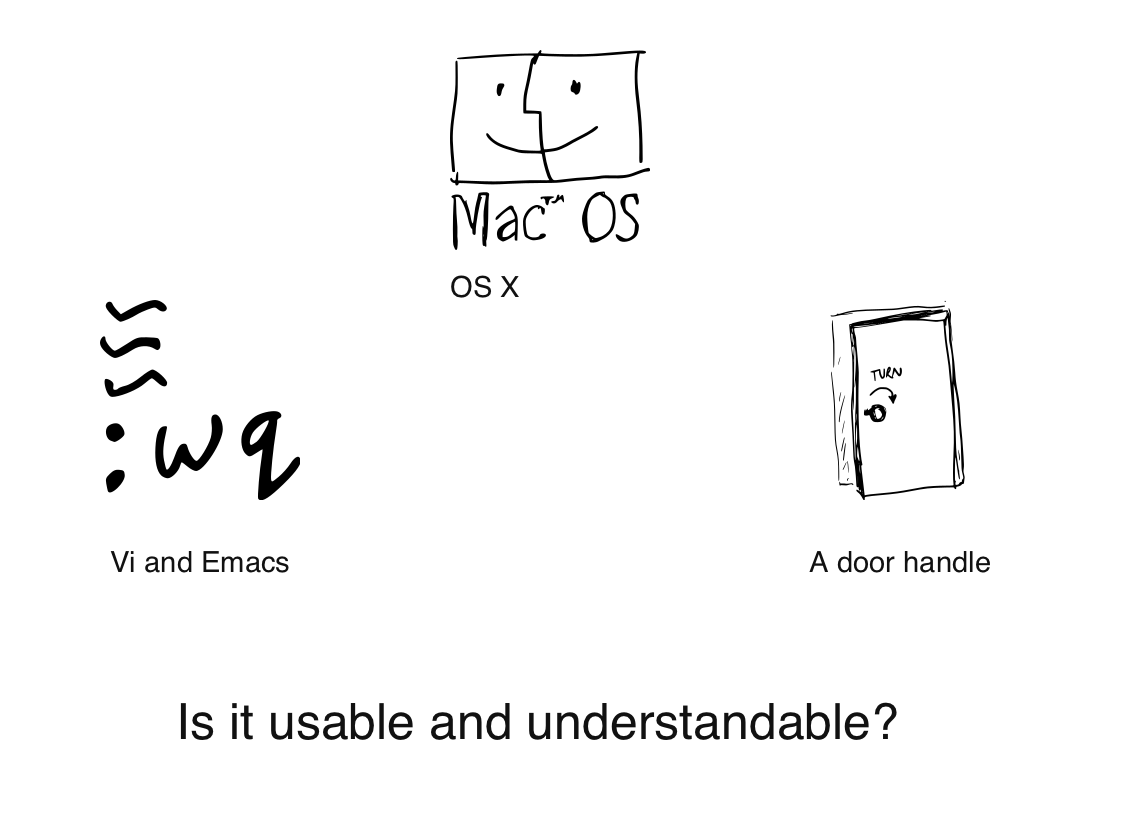 Mac™ OS
OS X
~
~
~
:wq
TURN
Vi and Emacs
A door handle
Is it usable and understandable?